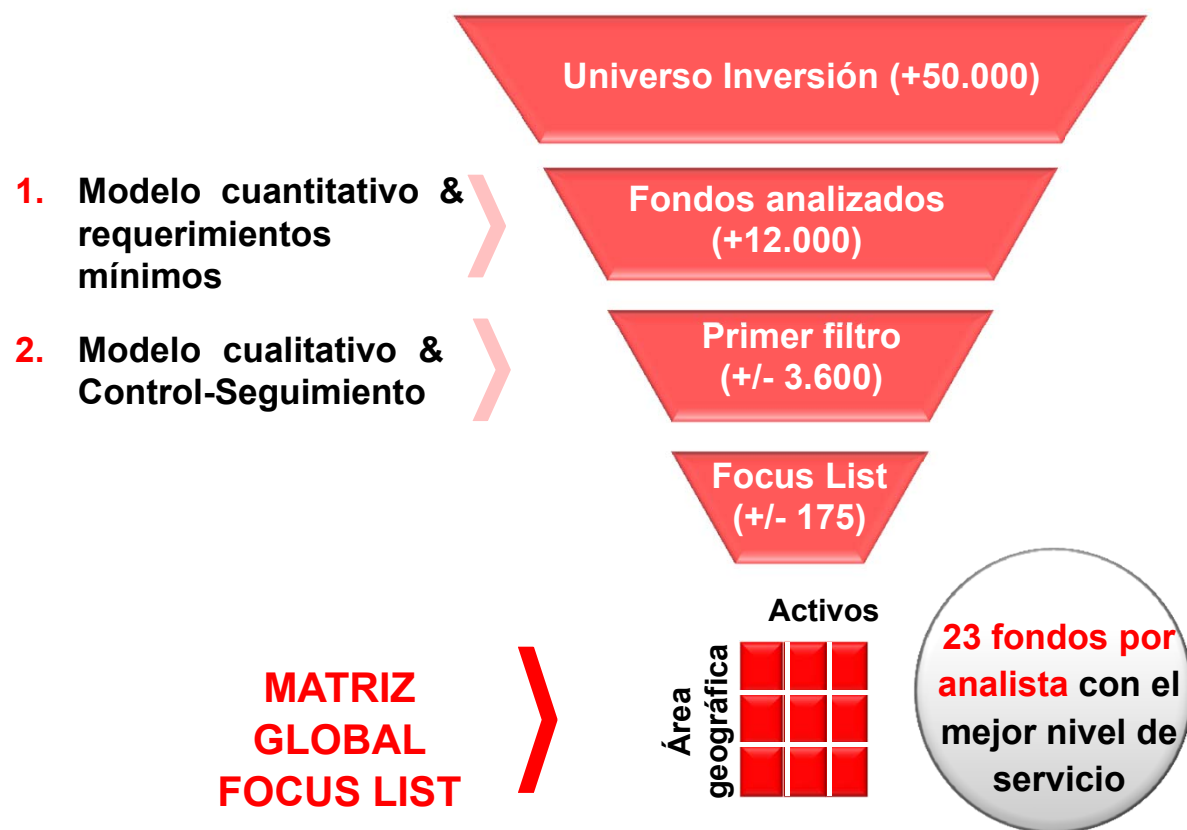 Universo Inversión (+50.000)
1. Modelo cuantitativo &
requerimientos
mínimos
Fondos analizados
(+12.000)
2. Modelo cualitativo &
Control-Seguimiento
Primer filtro
(+/- 3.600)
Focus List
(+/- 175)
MATRIZ
GLOBAL
FOCUS LIST
Activos
Área
geográfica
23 fondos por
analista con el
mejor nivel de
servicio